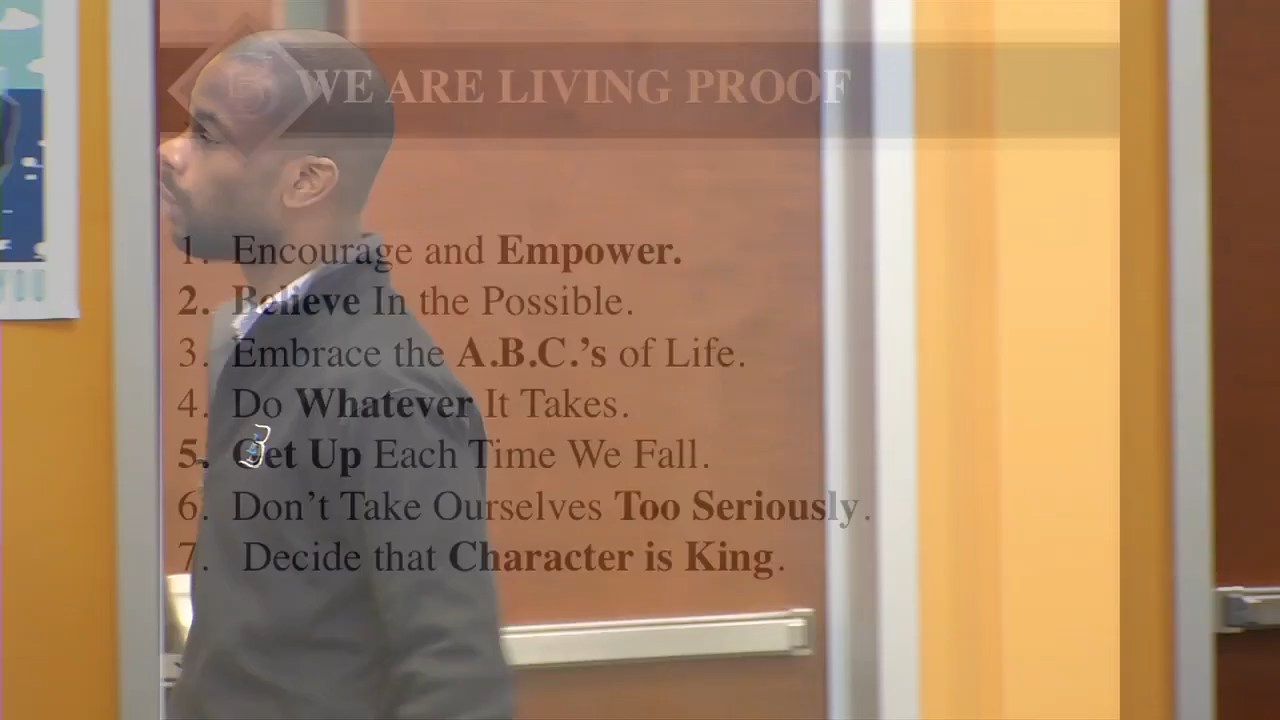 WE ARE LIVING PROOF
1. Encourage and Empower.
2. Believe In the Possible.
3. Embrace the A.B.C.'s of Life.
4. Do Whatever It Takes.
5. Get Up Each Time We Fall.
6. Don't Take Ourselves Too Seriously.
7. Decide that Character is King.